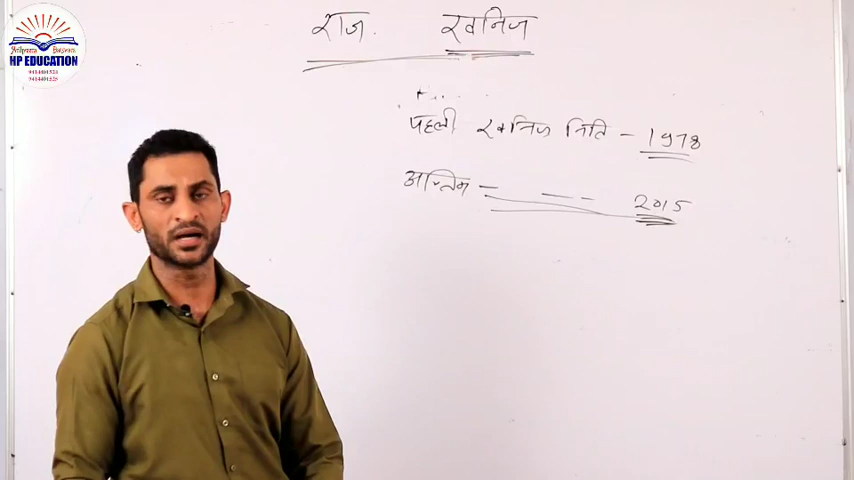 HP EDUCATION
राज. खनिज
पहली खनिज निति - 1978
अन्तिम - - - 2015